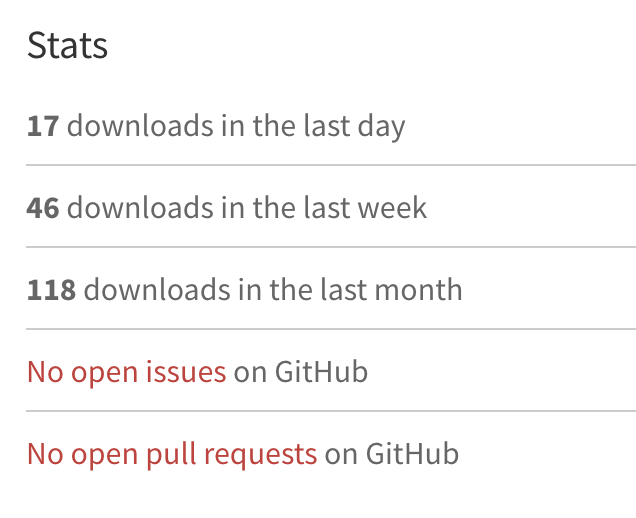 Stats
17 downloads in the last day
46 downloads in the last week
118 downloads in the last month
No open issues on GitHub
No open pull requests on GitHub